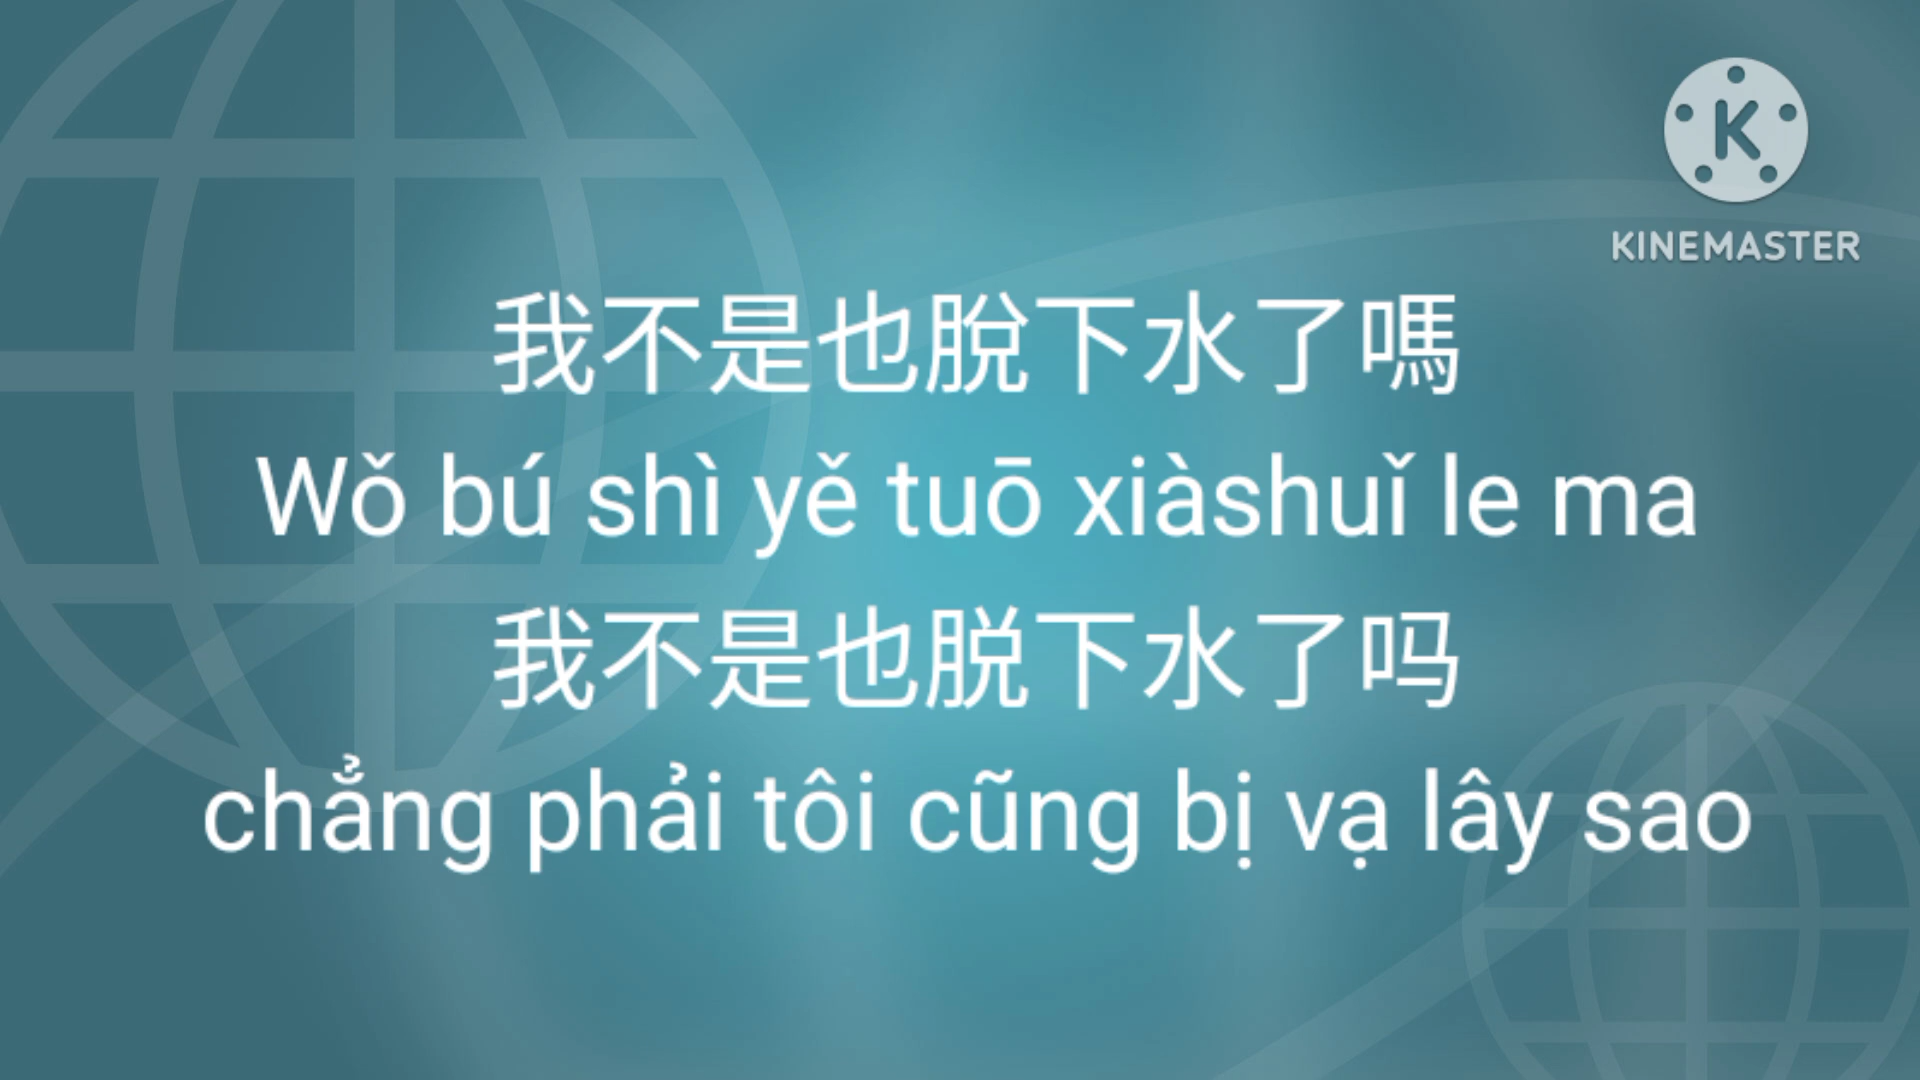 KINEMASTER
我不是也脫下水了嗎
Wǒ bú shì yě tuō xiàshuǐ le ma
我不是也脱下水了吗
chẳng phải tôi cũng bị vạ lây sao